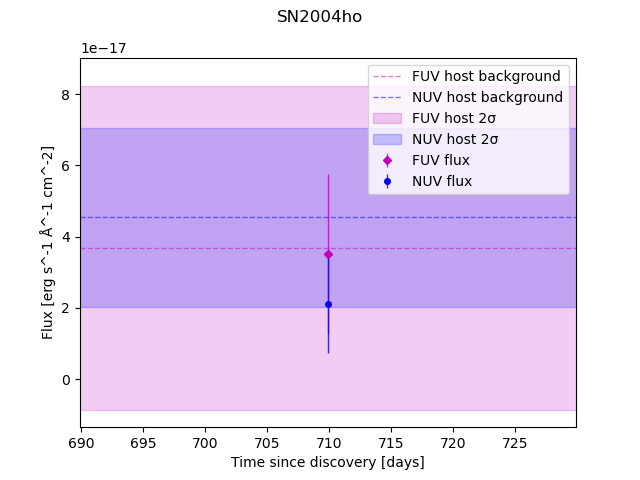 SN2004ho
1e−17
8
6
4
2
0
Flux [erg s^-1 Å^-1 cm^-2]
FUV host background
NUV host background
FUV host 2σ
NUV host 2σ
FUV flux
NUV flux
690 695 700 705 710 715 720 725
Time since discovery [days]